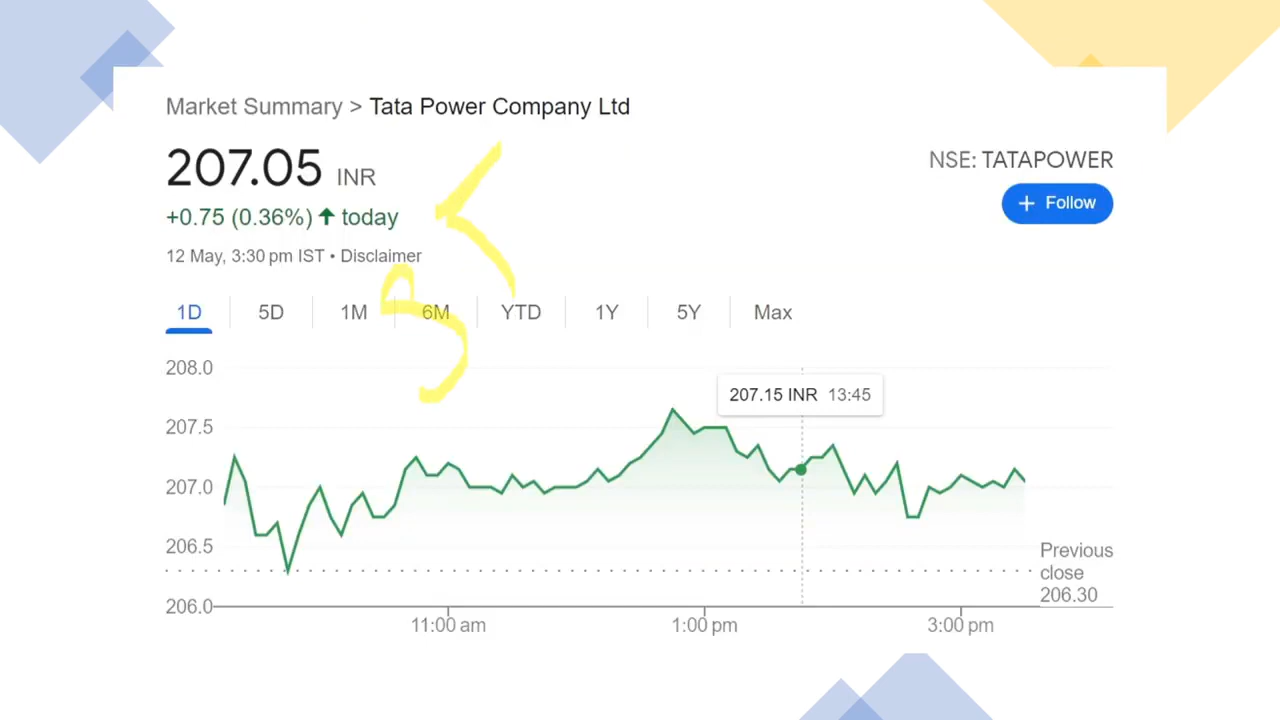 Market Summary > Tata Power Company Ltd
207.05 INR
NSE: TATAPOWER
+0.75 (0.36%) ↑ today
+ Follow
12 May, 3:30 pm IST • Disclaimer
1D 5D 1M 6M YTD 1Y 5Y Max
208.0
207.15 INR 13:45
207.5
207.0
206.5
Previous
close
206.30
206.0
11:00 am 1:00 pm 3:00 pm